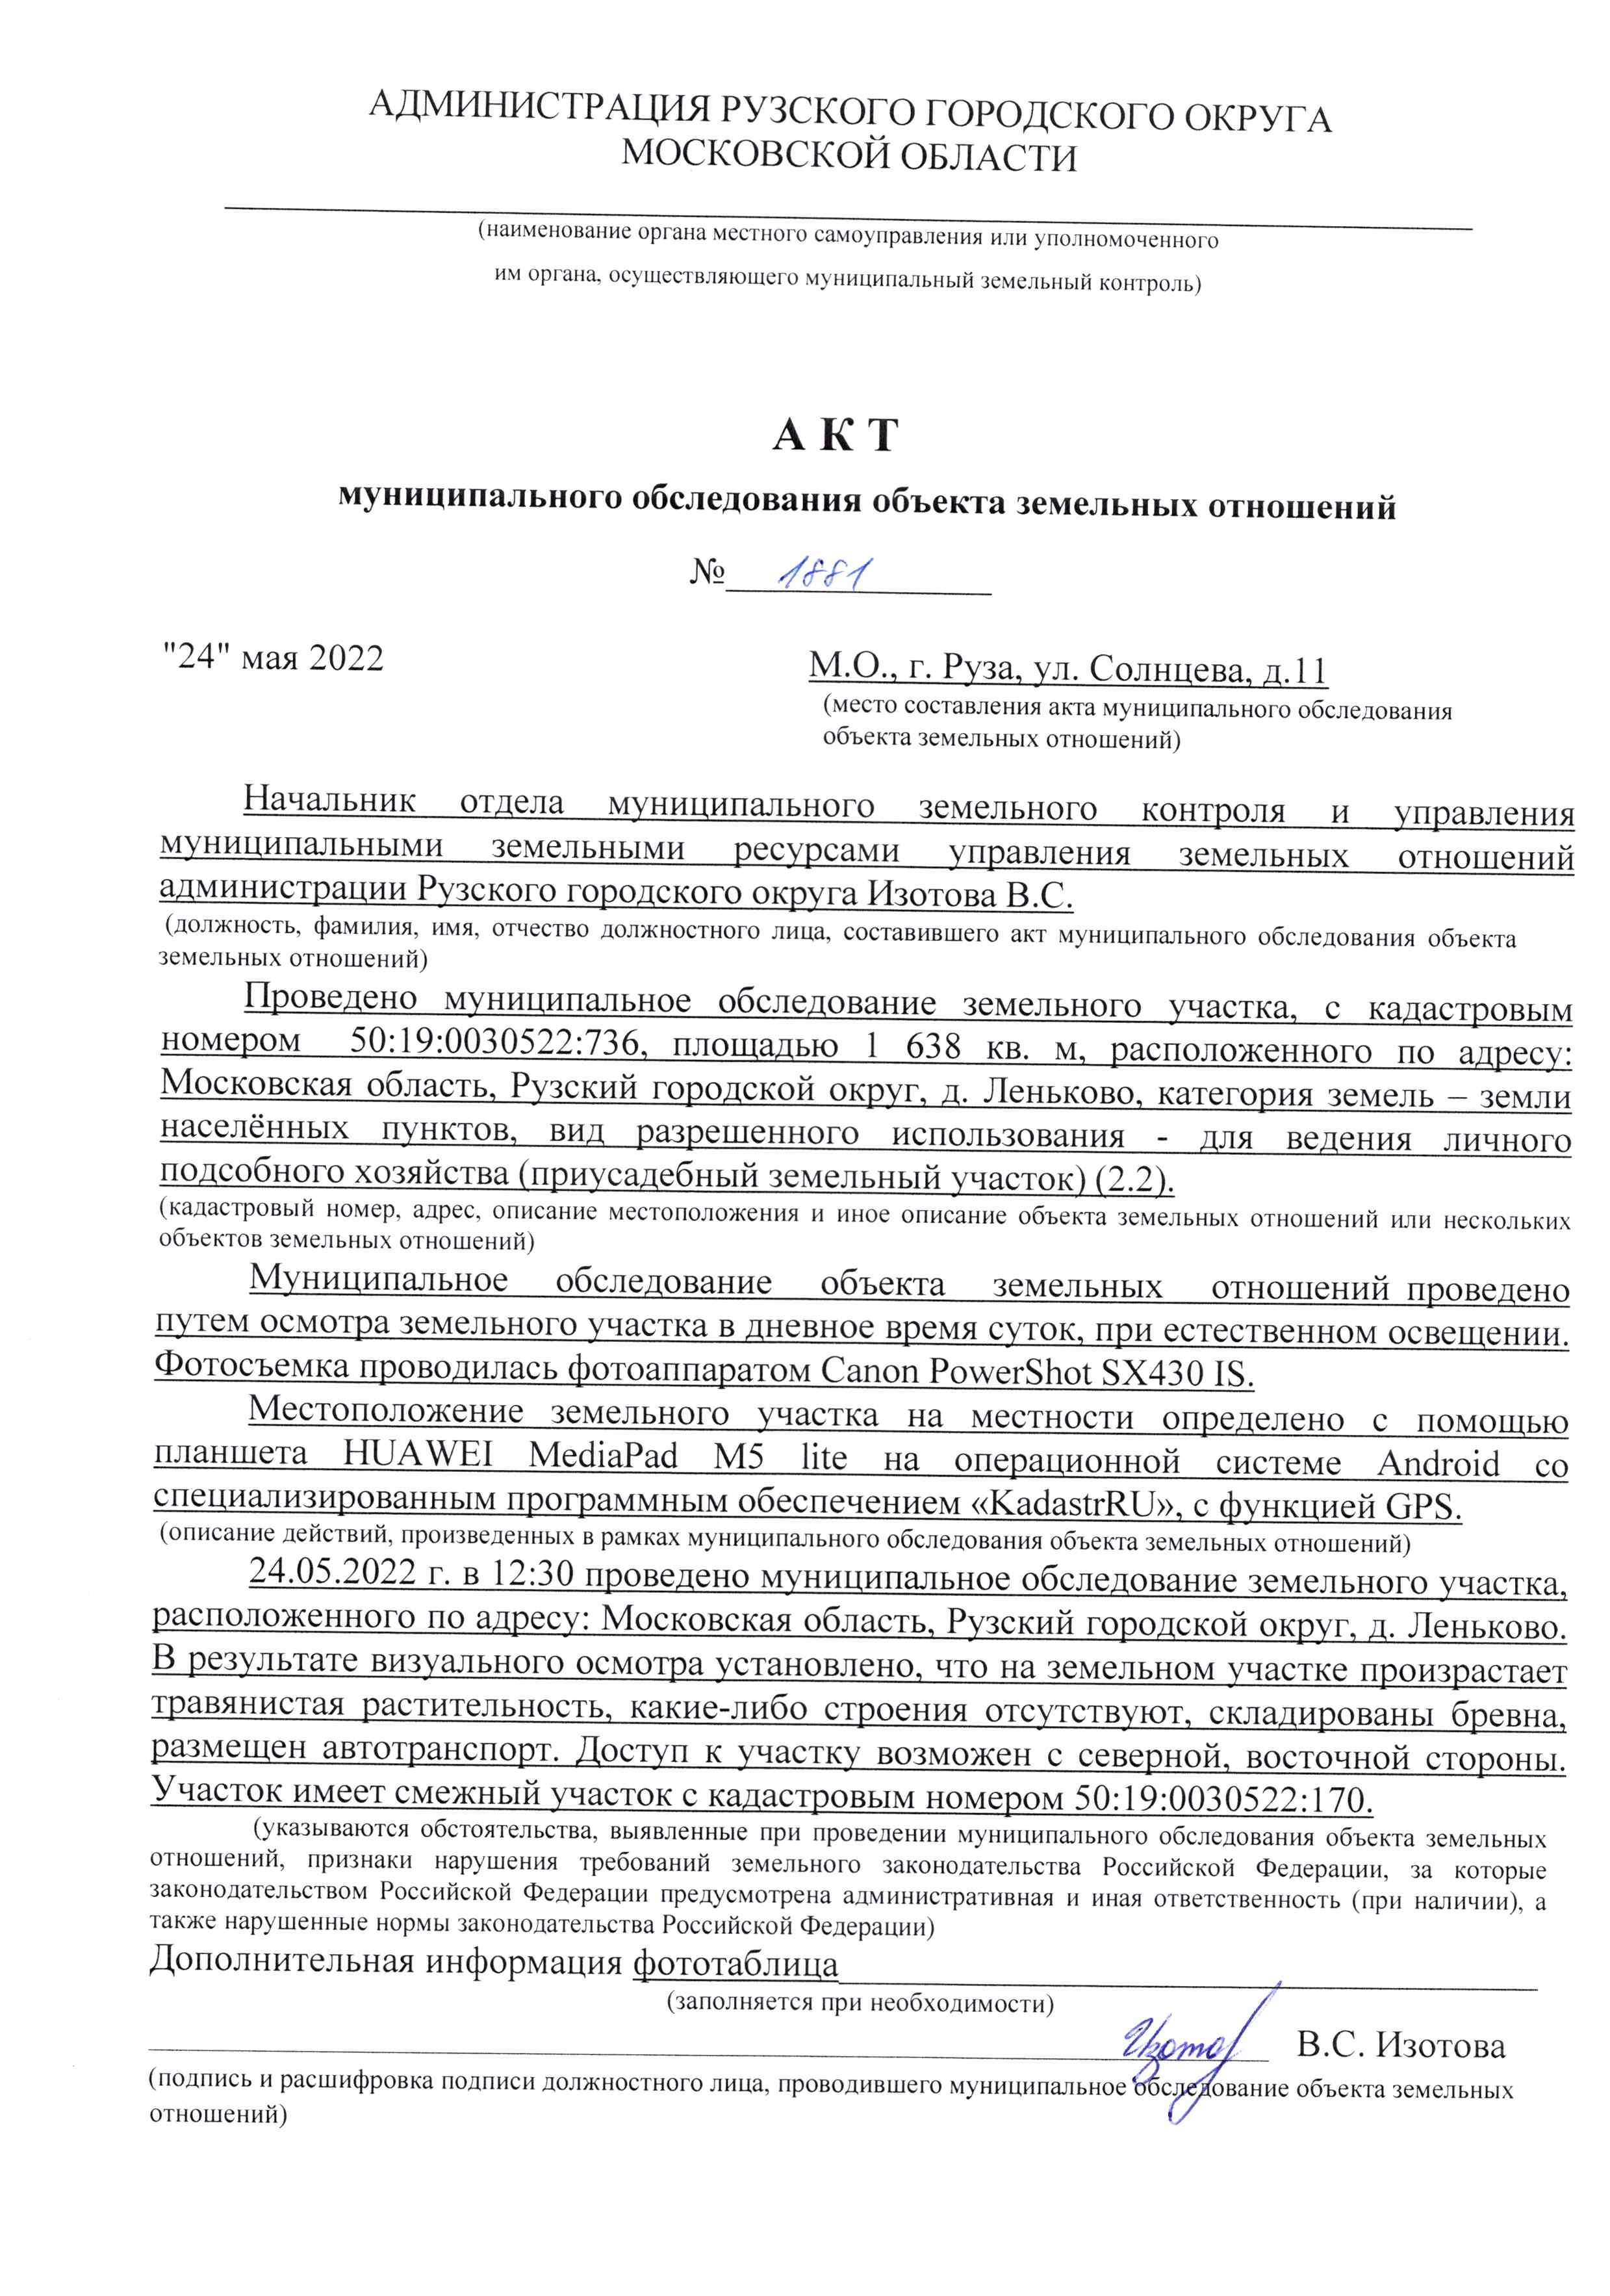 АДМИНИСТРАЦИЯ РУЗСКОГО ГОРОДСКОГО ОКРУГА
МОСКОВСКОЙ ОБЛАСТИ
(наименование органа местного самоуправления или уполномоченного
им органа, осуществляющего муниципальный земельный контроль)
А К Т
муниципального обследования объекта земельных отношений
№ 1881
"24" мая 2022
М.О., г. Руза, ул. Солнцева, д.11
(место составления акта муниципального обследования
объекта земельных отношений)
Начальник отдела муниципального земельного контроля и управления
муниципальными земельными ресурсами управления земельных отношений
администрации Рузского городского округа Изотова В.С.
(должность, фамилия, имя, отчество должностного лица, составившего акт муниципального обследования объекта
земельных отношений)
Проведено муниципальное обследование земельного участка, с кадастровым
номером 50:19:0030522:736, площадью 1 638 кв. м, расположенного по адресу:
Московская область, Рузский городской округ, д. Леньково, категория земель – земли
населённых пунктов, вид разрешенного использования - для ведения личного
подсобного хозяйства (приусадебный земельный участок) (2.2).
(кадастровый номер, адрес, описание местоположения и иное описание объекта земельных отношений или нескольких
объектов земельных отношений)
Муниципальное обследование объекта земельных отношений проведено
путем осмотра земельного участка в дневное время суток, при естественном освещении.
Фотосъемка проводилась фотоаппаратом Canon PowerShot SX430 IS.
Местоположение земельного участка на местности определено с помощью
планшета HUAWEI MediaPad M5 lite на операционной системе Android со
специализированным программным обеспечением «KadastrRU», с функцией GPS.
(описание действий, произведенных в рамках муниципального обследования объекта земельных отношений)
24.05.2022 г. в 12:30 проведено муниципальное обследование земельного участка,
расположенного по адресу: Московская область, Рузский городской округ, д. Леньково.
В результате визуального осмотра установлено, что на земельном участке произрастает
травянистая растительность, какие-либо строения отсутствуют, складированы бревна,
размещен автотранспорт. Доступ к участку возможен с северной, восточной стороны.
Участок имеет смежный участок с кадастровым номером 50:19:0030522:170.
(указываются обстоятельства, выявленные при проведении муниципального обследования объекта земельных
отношений, признаки нарушения требований земельного законодательства Российской Федерации, за которые
законодательством Российской Федерации предусмотрена административная и иная ответственность (при наличии), а
также нарушенные нормы законодательства Российской Федерации)
Дополнительная информация фототаблица
(заполняется при необходимости)
Изотов В.С. Изотова
(подпись и расшифровка подписи должностного лица, проводившего муниципальное обследование объекта земельных
отношений)